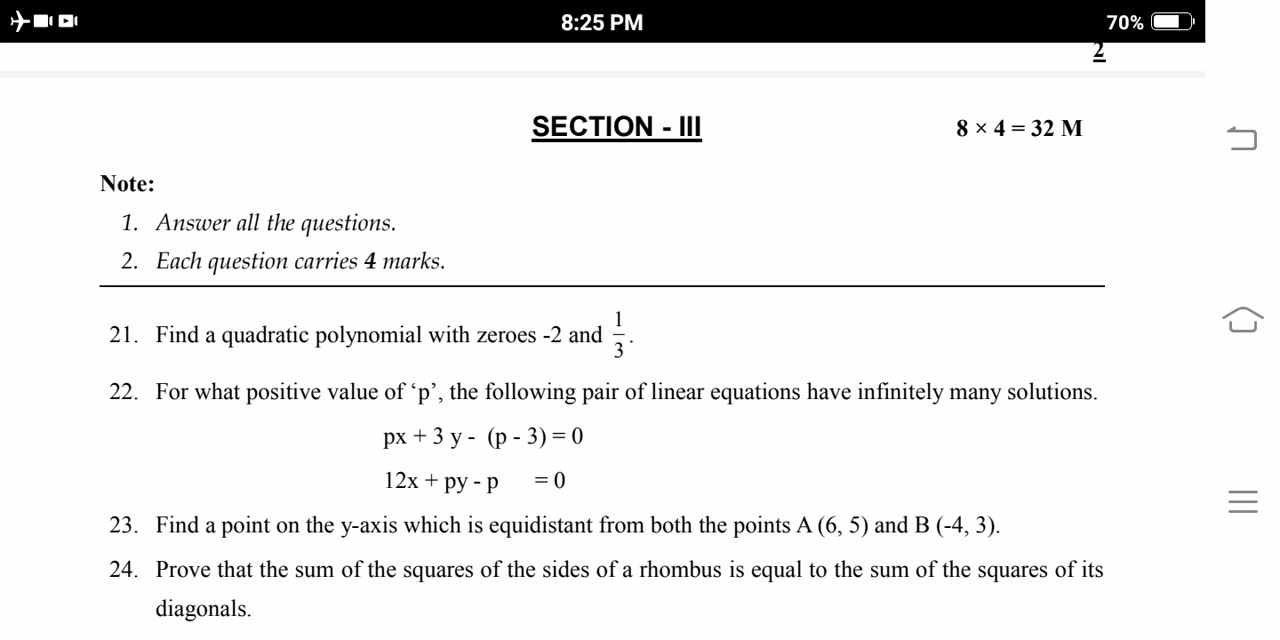 8:25 PM 70%
2
SECTION - III 8 × 4 = 32 M
Note:
1. Answer all the questions.
2. Each question carries 4 marks.
21. Find a quadratic polynomial with zeroes -2 and 1/3.
22. For what positive value of ‘p’, the following pair of linear equations have infinitely many solutions.
px + 3 y - (p - 3) = 0
12x + py - p = 0
23. Find a point on the y-axis which is equidistant from both the points A (6, 5) and B (-4, 3).
24. Prove that the sum of the squares of the sides of a rhombus is equal to the sum of the squares of its
diagonals.